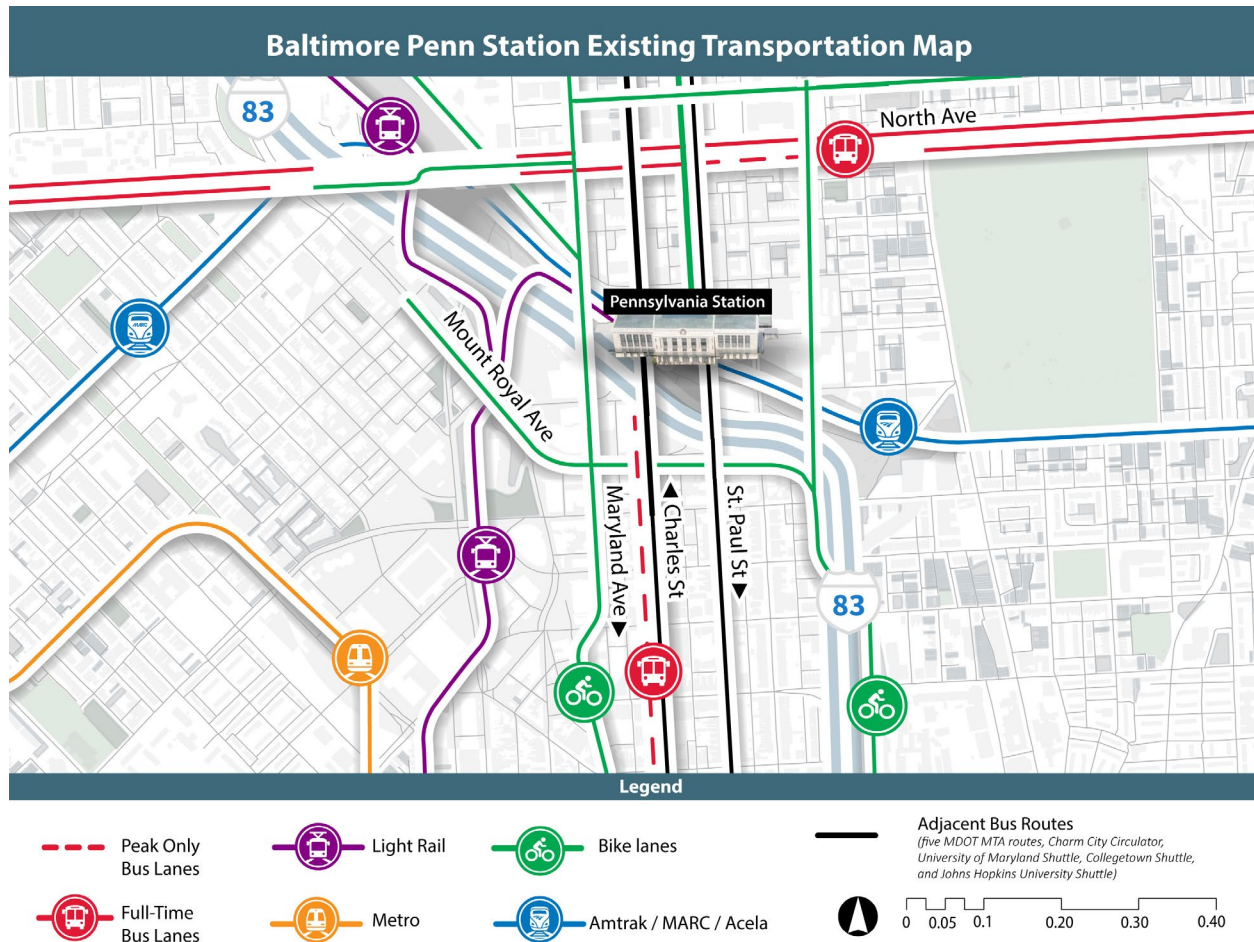 Baltimore Penn Station Existing Transportation Map
83
North Ave
Pennsylvania Station
MARC
Mount Royal Ave
Maryland Ave
Charles St
St. Paul St
83
Legend
Peak Only
Bus Lanes
Light Rail
Bike lanes
Adjacent Bus Routes
(five MDOT MTA routes, Charm City Circulator,
University of Maryland Shuttle, Collegetown Shuttle,
and Johns Hopkins University Shuttle)
Full-Time
Bus Lanes
Metro
Amtrak / MARC / Acela
0 0.05 0.1 0.20 0.30 0.40